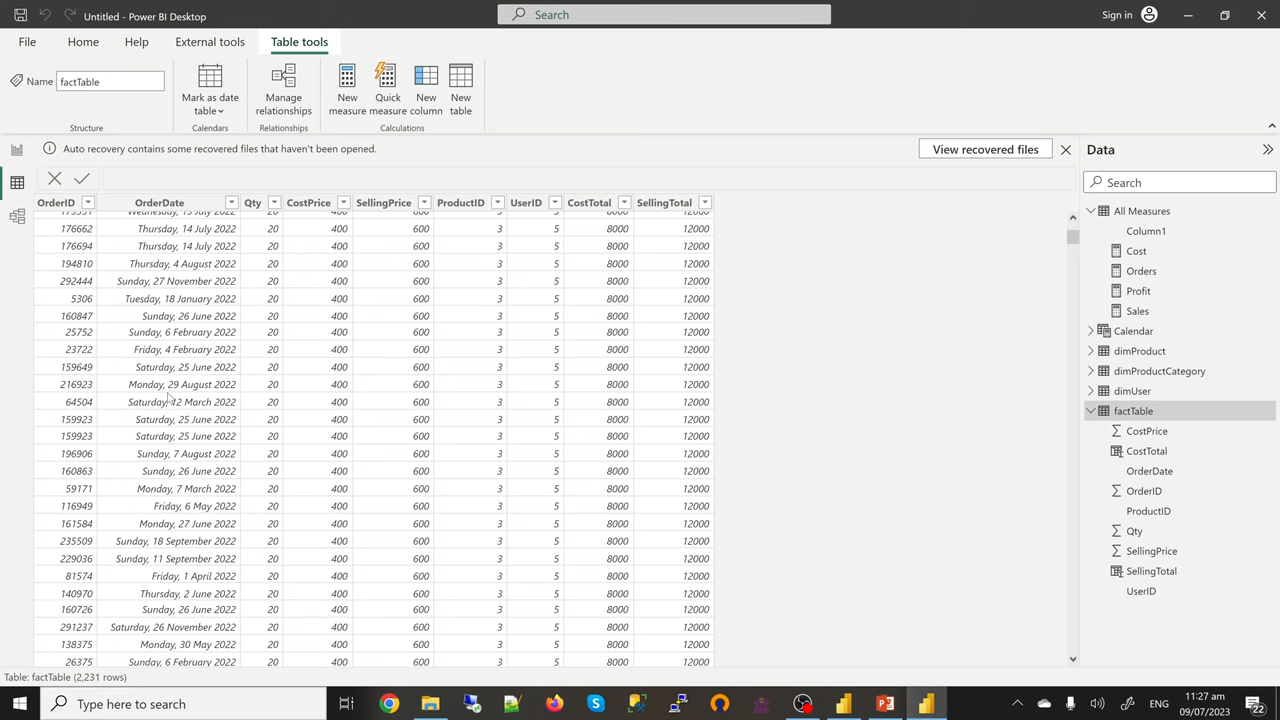 Untitled - Power BI Desktop
Search
Sign in
File
Home
Help
External tools
Table tools
Name
factTable
Mark as date table
Manage relationships
New measure
Quick measure
New column
New table
Structure
Calendars
Relationships
Calculations
Auto recovery contains some recovered files that haven't been opened.
View recovered files
OrderID OrderDate Qty CostPrice SellingPrice ProductID UserID CostTotal SellingTotal
Wednesday, 13 July 2022 20 400 600 3 5 8000 12000
176662 Thursday, 14 July 2022 20 400 600 3 5 8000 12000
176694 Thursday, 14 July 2022 20 400 600 3 5 8000 12000
194810 Thursday, 4 August 2022 20 400 600 3 5 8000 12000
292444 Sunday, 27 November 2022 20 400 600 3 5 8000 12000
5306 Tuesday, 18 January 2022 20 400 600 3 5 8000 12000
160847 Sunday, 26 June 2022 20 400 600 3 5 8000 12000
25752 Sunday, 6 February 2022 20 400 600 3 5 8000 12000
23722 Friday, 4 February 2022 20 400 600 3 5 8000 12000
159649 Saturday, 25 June 2022 20 400 600 3 5 8000 12000
216923 Monday, 29 August 2022 20 400 600 3 5 8000 12000
64504 Saturday, 12 March 2022 20 400 600 3 5 8000 12000
159923 Saturday, 25 June 2022 20 400 600 3 5 8000 12000
159923 Saturday, 25 June 2022 20 400 600 3 5 8000 12000
196906 Sunday, 7 August 2022 20 400 600 3 5 8000 12000
160863 Sunday, 26 June 2022 20 400 600 3 5 8000 12000
59171 Monday, 7 March 2022 20 400 600 3 5 8000 12000
116949 Friday, 6 May 2022 20 400 600 3 5 8000 12000
161584 Monday, 27 June 2022 20 400 600 3 5 8000 12000
235509 Sunday, 18 September 2022 20 400 600 3 5 8000 12000
229036 Sunday, 11 September 2022 20 400 600 3 5 8000 12000
81574 Friday, 1 April 2022 20 400 600 3 5 8000 12000
140970 Thursday, 2 June 2022 20 400 600 3 5 8000 12000
160726 Sunday, 26 June 2022 20 400 600 3 5 8000 12000
291237 Saturday, 26 November 2022 20 400 600 3 5 8000 12000
138375 Monday, 30 May 2022 20 400 600 3 5 8000 12000
26375 Sunday, 6 February 2022 20 400 600 3 5 8000 12000
Data
Search
All Measures
Column1
Cost
Orders
Profit
Sales
Calendar
dimProduct
dimProductCategory
dimUser
factTable
CostPrice
CostTotal
OrderDate
OrderID
ProductID
Qty
SellingPrice
SellingTotal
UserID
Table: factTable (2,231 rows)
Type here to search
11:27 am
09/07/2023
22